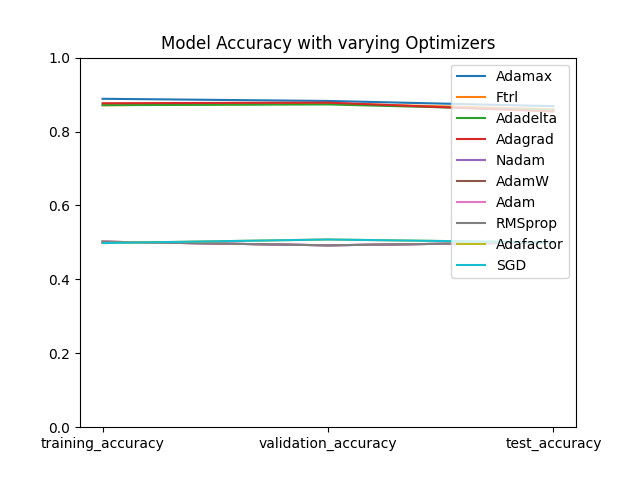 Model Accuracy with varying Optimizers
1.0
0.8
0.6
0.4
0.2
0.0
training_accuracy
validation_accuracy
test_accuracy
Adamax
Ftrl
Adadelta
Adagrad
Nadam
AdamW
Adam
RMSprop
Adafactor
SGD